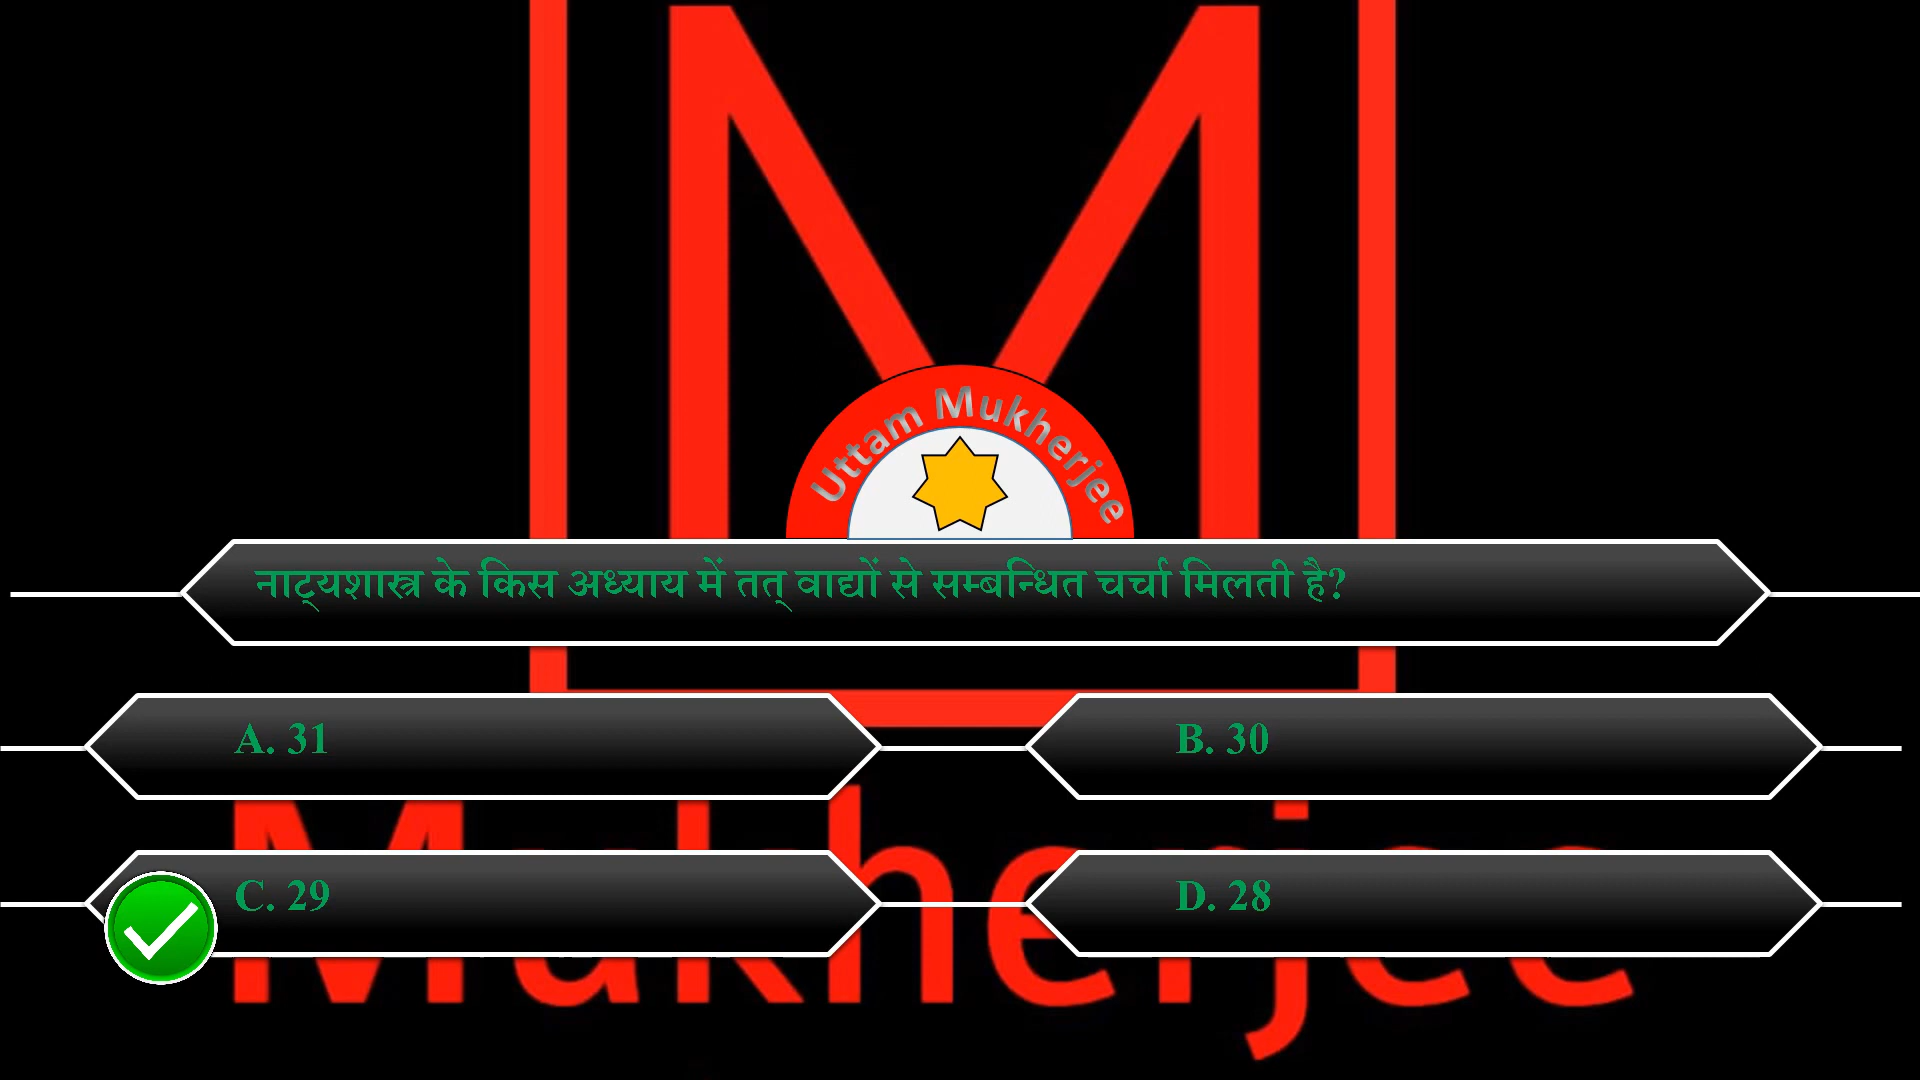 Uttam Mukherjee
नाट्यशास्त्र के किस अध्याय में तत् वाद्यों से सम्बन्धित चर्चा मिलती है?
A. 31
B. 30
C. 29
D. 28
Mukherjee